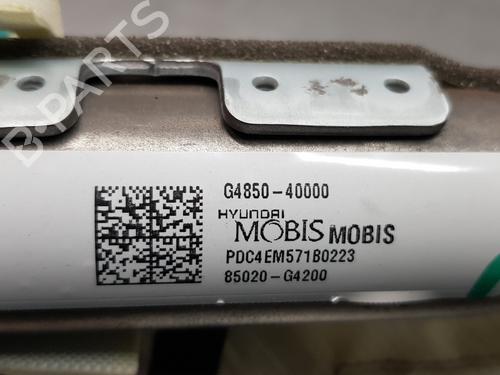 B-PARTS
G4850-40000
HYUNDAI
MOBIS MOBIS
PDC4EM571B0223
85020-G4200